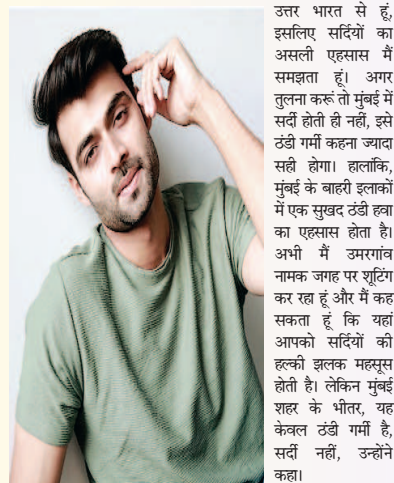 उत्तर भारत से हूं,
इसलिए सर्दियों का
असली एहसास मैं
समझता हूं। अगर
तुलना करूं तो मुंबई में
सर्दी होती ही नहीं, इसे
ठंडी गर्मी कहना ज्यादा
सही होगा। हालांकि,
मुंबई के बाहरी इलाकों
में एक सुखद ठंडी हवा
का एहसास होता है।
अभी मैं उमरगांव
नामक जगह पर शूटिंग
कर रहा हूं और मैं कह
सकता हूं कि यहां
आपको सर्दियों की
हल्की झलक महसूस
होती है। लेकिन मुंबई
शहर के भीतर, यह
केवल ठंडी गर्मी है,
सर्दी नहीं, उन्होंने
कहा।